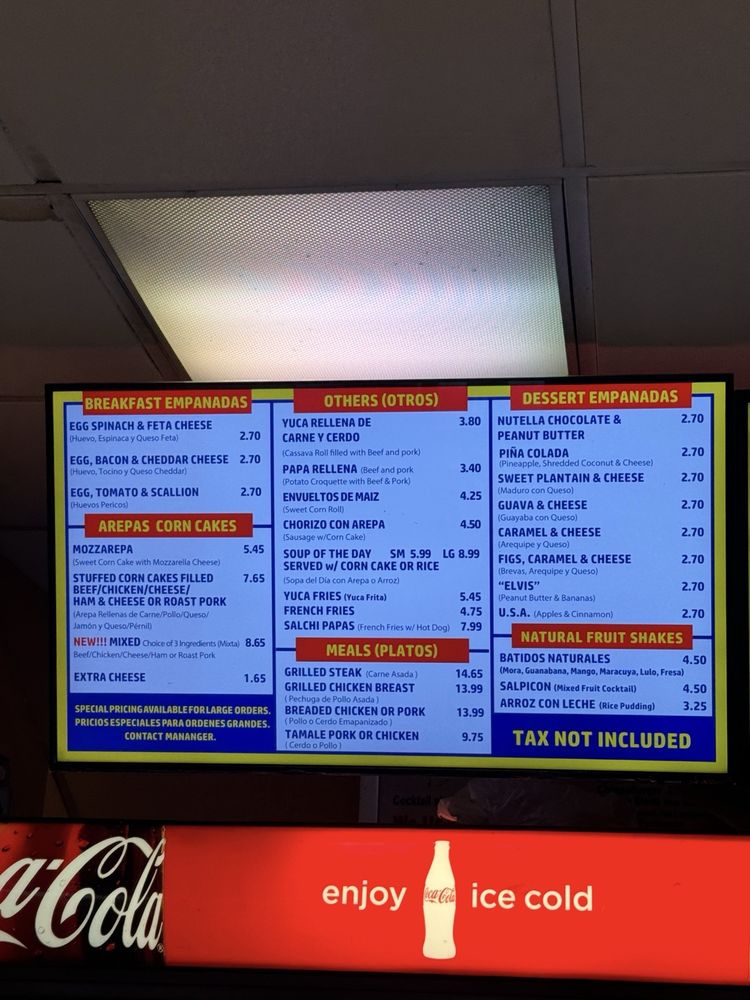 BREAKFAST EMPANADAS
EGG SPINACH & FETA CHEESE
(Huevo, Espinaca y Queso Feta) 2.70
EGG, BACON & CHEDDAR CHEESE 2.70
(Huevo, Tocino y Queso Cheddar)
EGG, TOMATO & SCALLION 2.70
(Huevos Pericos)
AREPAS CORN CAKES
MOZZAREPA 5.45
(Sweet Corn Cake with Mozzarella Cheese)
STUFFED CORN CAKES FILLED 7.65
BEEF/CHICKEN/CHEESE/
HAM & CHEESE OR ROAST PORK
(Arepa Rellenas de Carne/Pollo/Queso/
Jamón y Queso/Pérnil)
NEW!!! MIXED Choice of 3 Ingredients (Mixta) 8.65
Beef/Chicken/Cheese/Ham or Roast Pork
EXTRA CHEESE 1.65
SPECIAL PRICING AVAILABLE FOR LARGE ORDERS.
PRICIOS ESPECIALES PARA ORDENES GRANDES.
CONTACT MANANGER.
OTHERS (OTROS)
YUCA RELLENA DE 3.80
CARNE Y CERDO
(Cassava Roll filled with Beef and pork)
PAPA RELLENA (Beef and pork 3.40
(Potato Croquette with Beef & Pork)
ENVUELTOS DE MAIZ 4.25
(Sweet Corn Roll)
CHORIZO CON AREPA 4.50
(Sausage w/Corn Cake)
SOUP OF THE DAY SM 5.99 LG 8.99
SERVED w/ CORN CAKE OR RICE
(Sopa del Día con Arepa o Arroz)
YUCA FRIES (Yuca Frita) 5.45
FRENCH FRIES 4.75
SALCHI PAPAS (French Fries w/ Hot Dog) 7.99
MEALS (PLATOS)
GRILLED STEAK (Carne Asada ) 14.65
GRILLED CHICKEN BREAST 13.99
( Pechuga de Pollo Asada )
BREADED CHICKEN OR PORK 13.99
( Pollo o Cerdo Empanizado )
TAMALE PORK OR CHICKEN 9.75
( Cerdo o Pollo )
DESSERT EMPANADAS
NUTELLA CHOCOLATE & 2.70
PEANUT BUTTER
PIÑA COLADA 2.70
(Pineapple, Shredded Coconut & Cheese)
SWEET PLANTAIN & CHEESE 2.70
(Maduro con Queso)
GUAVA & CHEESE 2.70
(Guayaba con Queso)
CARAMEL & CHEESE 2.70
(Arequipe y Queso)
FIGS, CARAMEL & CHEESE 2.70
(Brevas, Arequipe y Queso)
“ELVIS” 2.70
(Peanut Butter & Bananas)
U.S.A. (Apples & Cinnamon) 2.70
NATURAL FRUIT SHAKES
BATIDOS NATURALES 4.50
(Mora, Guanabana, Mango, Maracuya, Lulo, Fresa)
SALPICON (Mixed Fruit Cocktail) 4.50
ARROZ CON LECHE (Rice Pudding) 3.25
TAX NOT INCLUDED
Cocktail
a-Cola
enjoy Coca-Cola ice cold